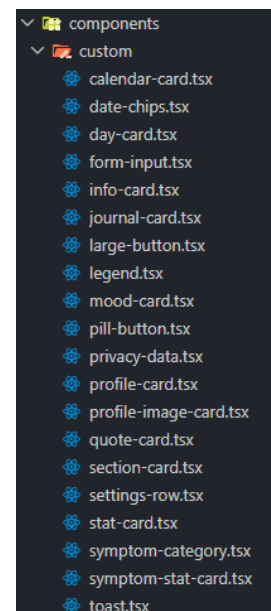 components
custom
calendar-card.tsx
date-chips.tsx
day-card.tsx
form-input.tsx
info-card.tsx
journal-card.tsx
large-button.tsx
legend.tsx
mood-card.tsx
pill-button.tsx
privacy-data.tsx
profile-card.tsx
profile-image-card.tsx
quote-card.tsx
section-card.tsx
settings-row.tsx
stat-card.tsx
symptom-category.tsx
symptom-stat-card.tsx
toast.tsx